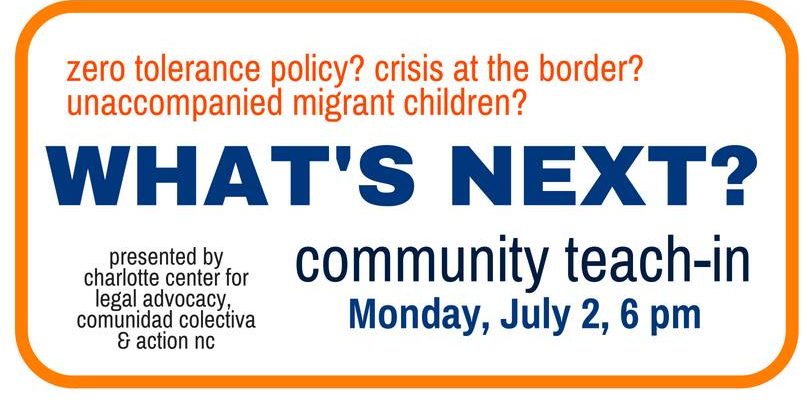 zero tolerance policy? crisis at the border?
unaccompanied migrant children?
WHAT'S NEXT?
presented by
charlotte center for
legal advocacy,
comunidad colectiva
& action nc
community teach-in
Monday, July 2, 6 pm